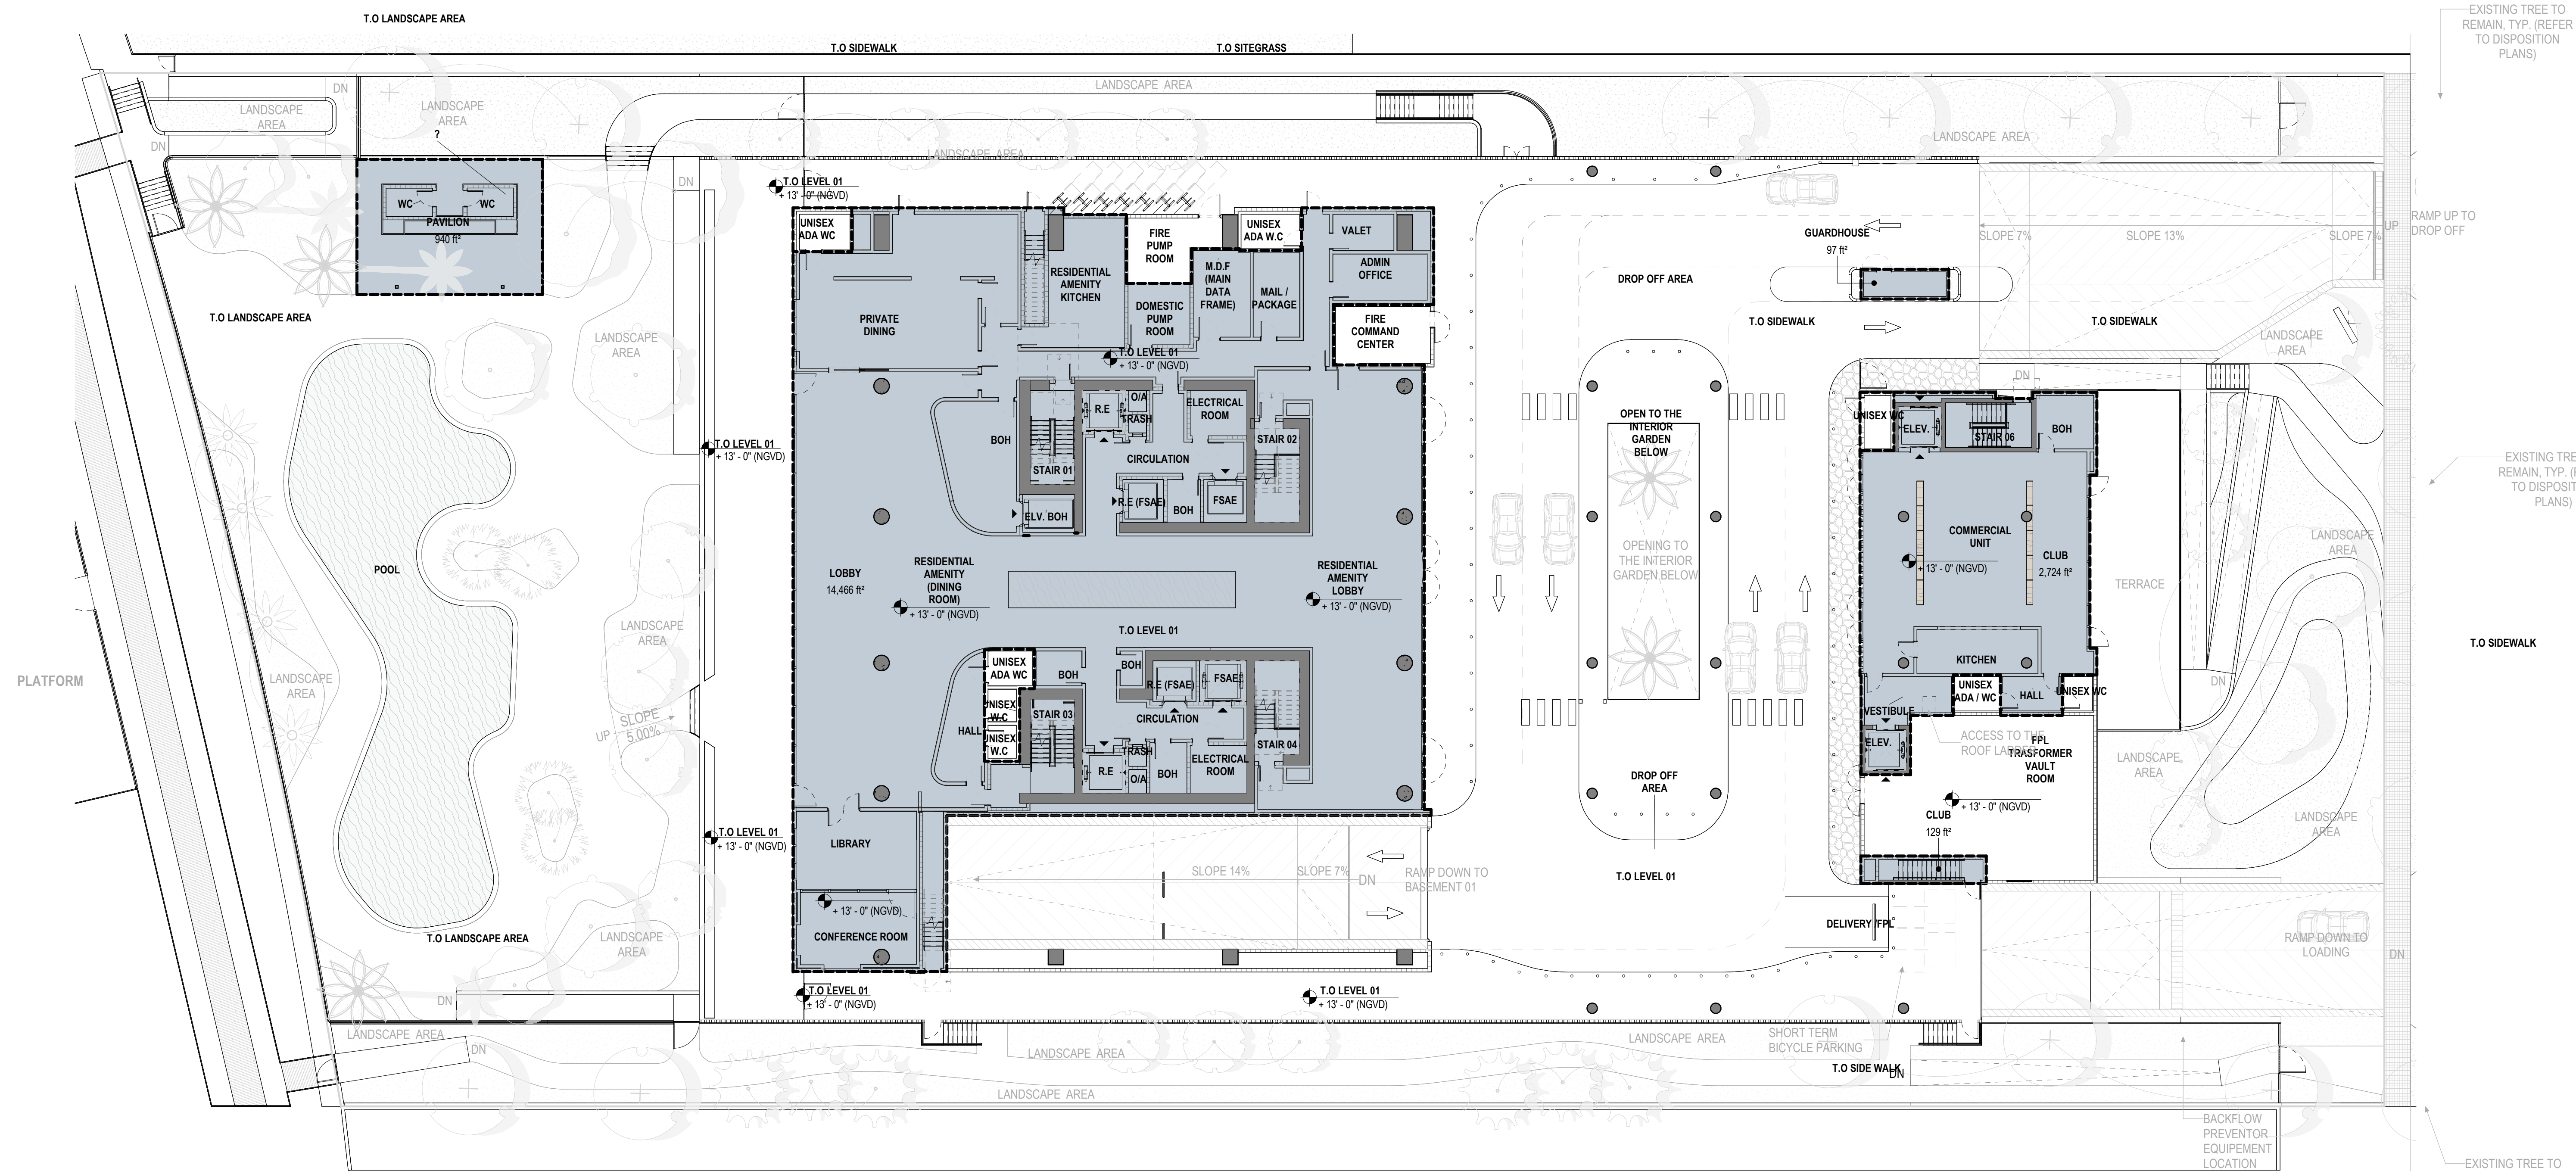 T.O LANDSCAPE AREA
T.O SIDEWALK
T.O SITEGRASS
EXISTING TREE TO
REMAIN, TYP. (REFER
TO DISPOSITION
PLANS)
LANDSCAPE AREA
DN
LANDSCAPE
AREA
LANDSCAPE
AREA
?
DN
LANDSCAPE AREA
LANDSCAPE AREA
DN
T.O LEVEL 01
+ 13' - 0" (NGVD)
WC
WC
PAVILION
940 ft²
UNISEX
ADA WC
FIRE
PUMP
ROOM
UNISEX
ADA W.C
VALET
GUARDHOUSE
97 ft²
SLOPE 7%
SLOPE 13%
SLOPE 7%
UP
RAMP UP TO
DROP OFF
RESIDENTIAL
AMENITY
KITCHEN
M.D.F
(MAIN
DATA
FRAME)
MAIL /
PACKAGE
ADMIN
OFFICE
DROP OFF AREA
T.O LANDSCAPE AREA
PRIVATE
DINING
DOMESTIC
PUMP
ROOM
FIRE
COMMAND
CENTER
T.O SIDEWALK
T.O SIDEWALK
LANDSCAPE
AREA
LANDSCAPE
AREA
T.O LEVEL 01
+ 13' - 0" (NGVD)
DN
R.E
O/A
TRASH
ELECTRICAL
ROOM
OPEN TO THE
INTERIOR
GARDEN
BELOW
UNISEX WC
ELEV.
STAIR 06
BOH
T.O LEVEL 01
+ 13' - 0" (NGVD)
BOH
STAIR 01
CIRCULATION
STAIR 02
EXISTING TRE
REMAIN, TYP. (R
TO DISPOSIT
PLANS)
R.E (FSAE)
BOH
FSAE
ELV. BOH
COMMERCIAL
UNIT
CLUB
2,724 ft²
+ 13' - 0" (NGVD)
LANDSCAPE
AREA
POOL
LOBBY
14,466 ft²
RESIDENTIAL
AMENITY
(DINING
ROOM)
+ 13' - 0" (NGVD)
RESIDENTIAL
AMENITY
LOBBY
+ 13' - 0" (NGVD)
OPENING TO
THE INTERIOR
GARDEN BELOW
TERRACE
LANDSCAPE
AREA
T.O LEVEL 01
T.O SIDEWALK
PLATFORM
LANDSCAPE
AREA
UNISEX
ADA WC
BOH
BOH
R.E (FSAE)
FSAE
KITCHEN
UNISEX
ADA / WC
HALL
UNISEX WC
DN
SLOPE
5.00%
UP
UNISEX
W.C
HALL
UNISEX
W.C
STAIR 03
CIRCULATION
STAIR 04
VESTIBULE
ELEV.
ACCESS TO THE
ROOF LADDER
FPL
TRASFORMER
VAULT
ROOM
LANDSCAPE
AREA
R.E
TRASH
O/A
BOH
ELECTRICAL
ROOM
DROP OFF
AREA
+ 13' - 0" (NGVD)
CLUB
129 ft²
LANDSCAPE
AREA
T.O LEVEL 01
+ 13' - 0" (NGVD)
LIBRARY
SLOPE 14%
SLOPE 7%
DN
RAMP DOWN TO
BASEMENT 01
T.O LEVEL 01
+ 13' - 0" (NGVD)
DELIVERY /FPL
T.O LANDSCAPE AREA
LANDSCAPE
AREA
CONFERENCE ROOM
RAMP DOWN TO
LOADING
DN
DN
T.O LEVEL 01
+ 13' - 0" (NGVD)
T.O LEVEL 01
+ 13' - 0" (NGVD)
LANDSCAPE AREA
DN
LANDSCAPE AREA
LANDSCAPE AREA
SHORT TERM
BICYCLE PARKING
T.O SIDE WALK
DN
LANDSCAPE AREA
BACKFLOW
PREVENTOR
EQUIPEMENT
LOCATION
EXISTING TREE TO